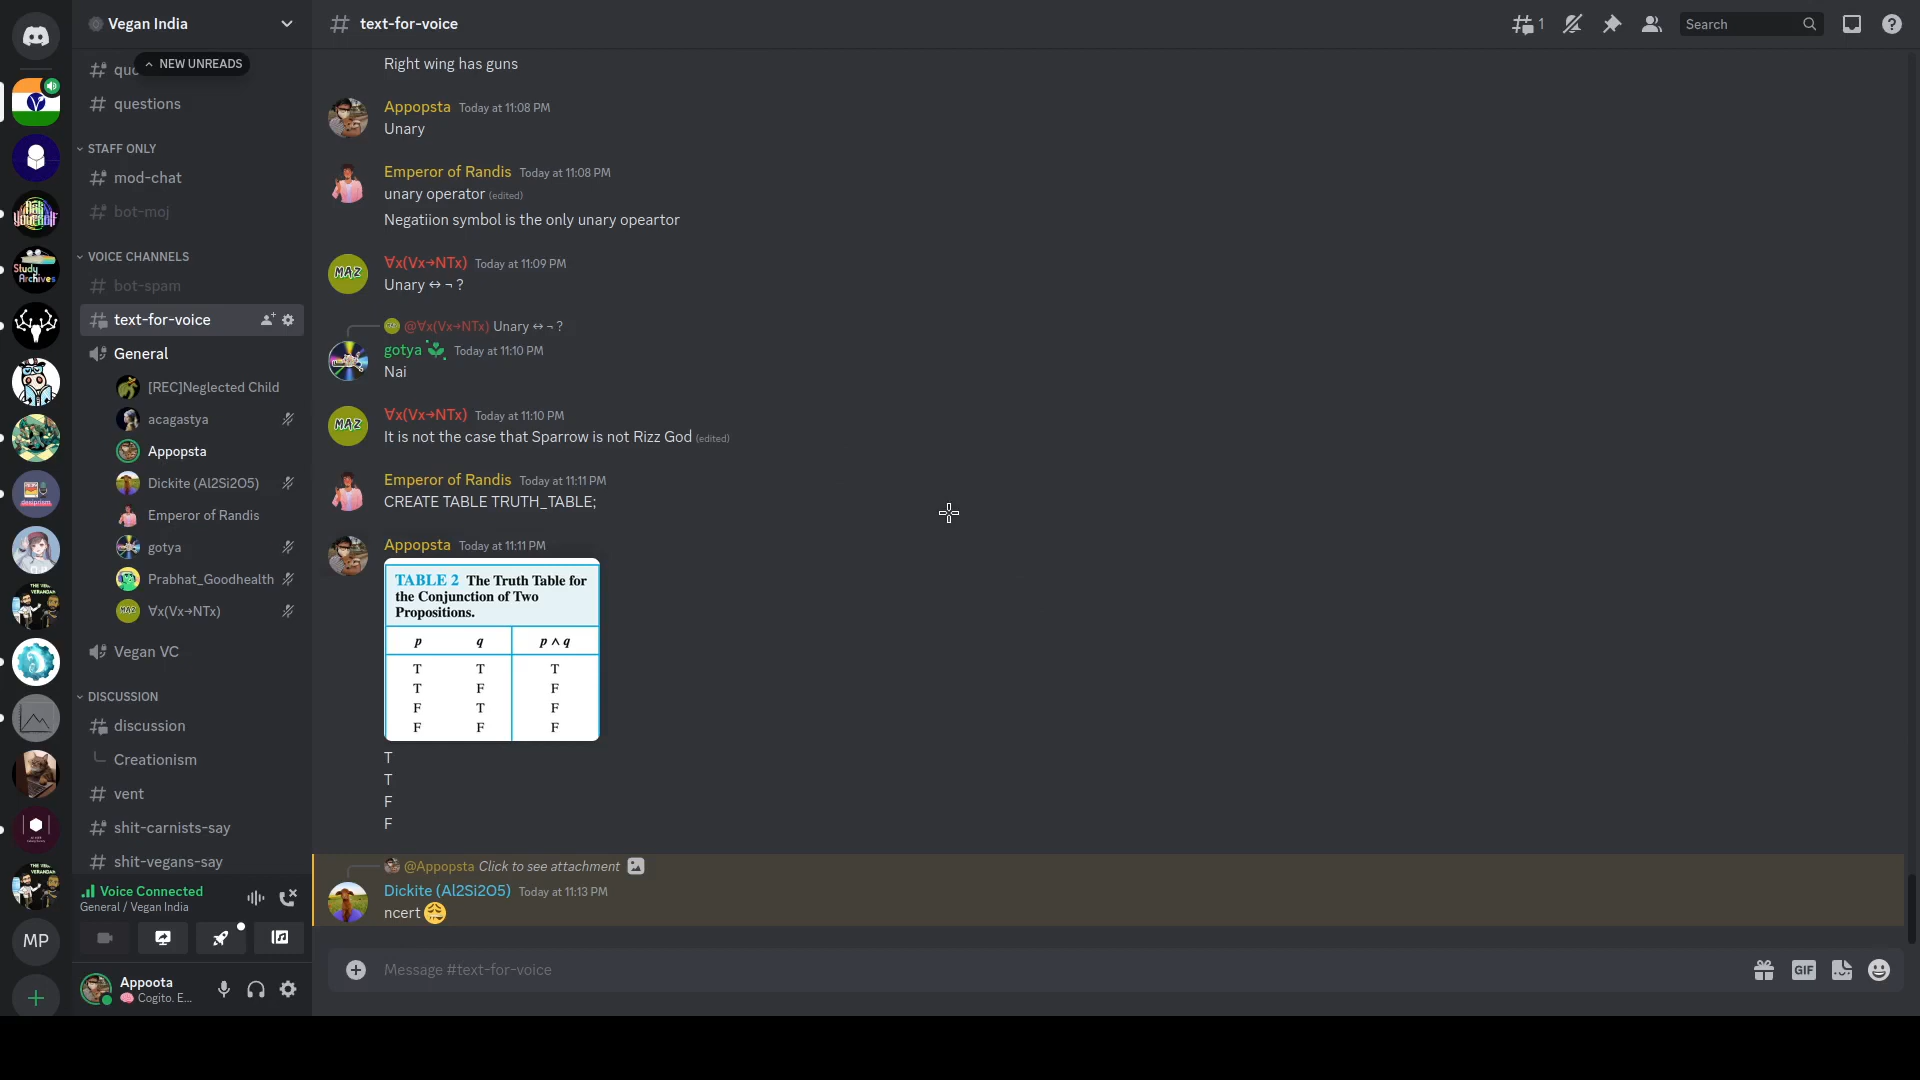 Vegan India
NEW UNREADS
questions
STAFF ONLY
mod-chat
bot-moj
VOICE CHANNELS
bot-spam
text-for-voice
General
[REC]Neglected Child
acagastya
Appopsta
Dickite (Al2Si2O5)
Emperor of Randis
gotya
Prabhat_Goodhealth
MAZ
∀x(Vx→NTx)
Vegan VC
DISCUSSION
discussion
Creationism
vent
shit-carnists-say
shit-vegans-say
Voice Connected
General / Vegan India
Appoota
Cogito. E...
MP
Study
Archives
text-for-voice
1
Search
Right wing has guns
Appopsta Today at 11:08 PM
Unary
Emperor of Randis Today at 11:08 PM
unary operator (edited)
Negatiion symbol is the only unary opeartor
MAZ
∀x(Vx→NTx) Today at 11:09 PM
Unary ↔ ¬ ?
@∀x(Vx→NTx) Unary ↔ ¬ ?
gotya Today at 11:10 PM
Nai
MAZ
∀x(Vx→NTx) Today at 11:10 PM
It is not the case that Sparrow is not Rizz God (edited)
Emperor of Randis Today at 11:11 PM
CREATE TABLE TRUTH_TABLE;
Appopsta Today at 11:11 PM
TABLE 2 The Truth Table for
the Conjunction of Two
Propositions.
p q p ∧ q
T T T
T F F
F T F
F F F
T
T
F
F
@Appopsta Click to see attachment
Dickite (Al2Si2O5) Today at 11:13 PM
ncert
Message #text-for-voice
GIF